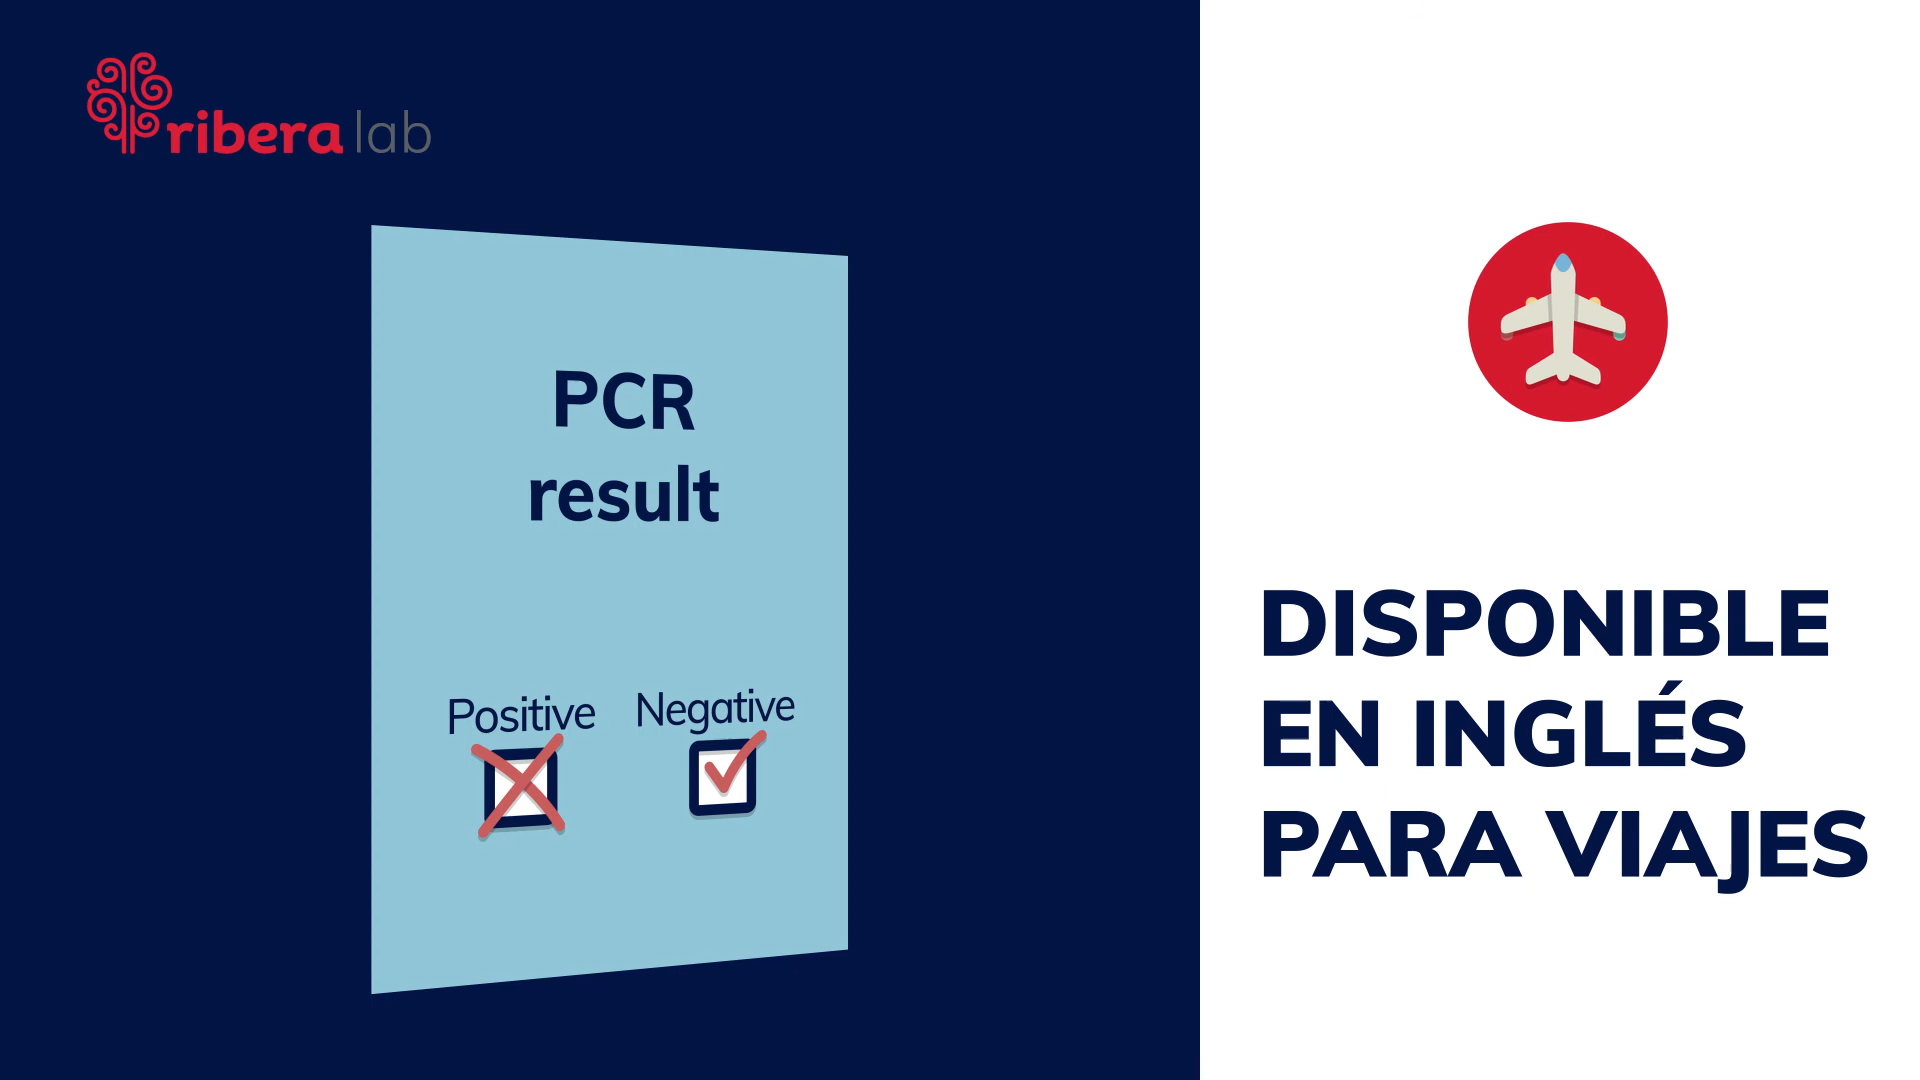 ribera lab
PCR
result
Positive Negative
DISPONIBLE
EN INGLÉS
PARA VIAJES